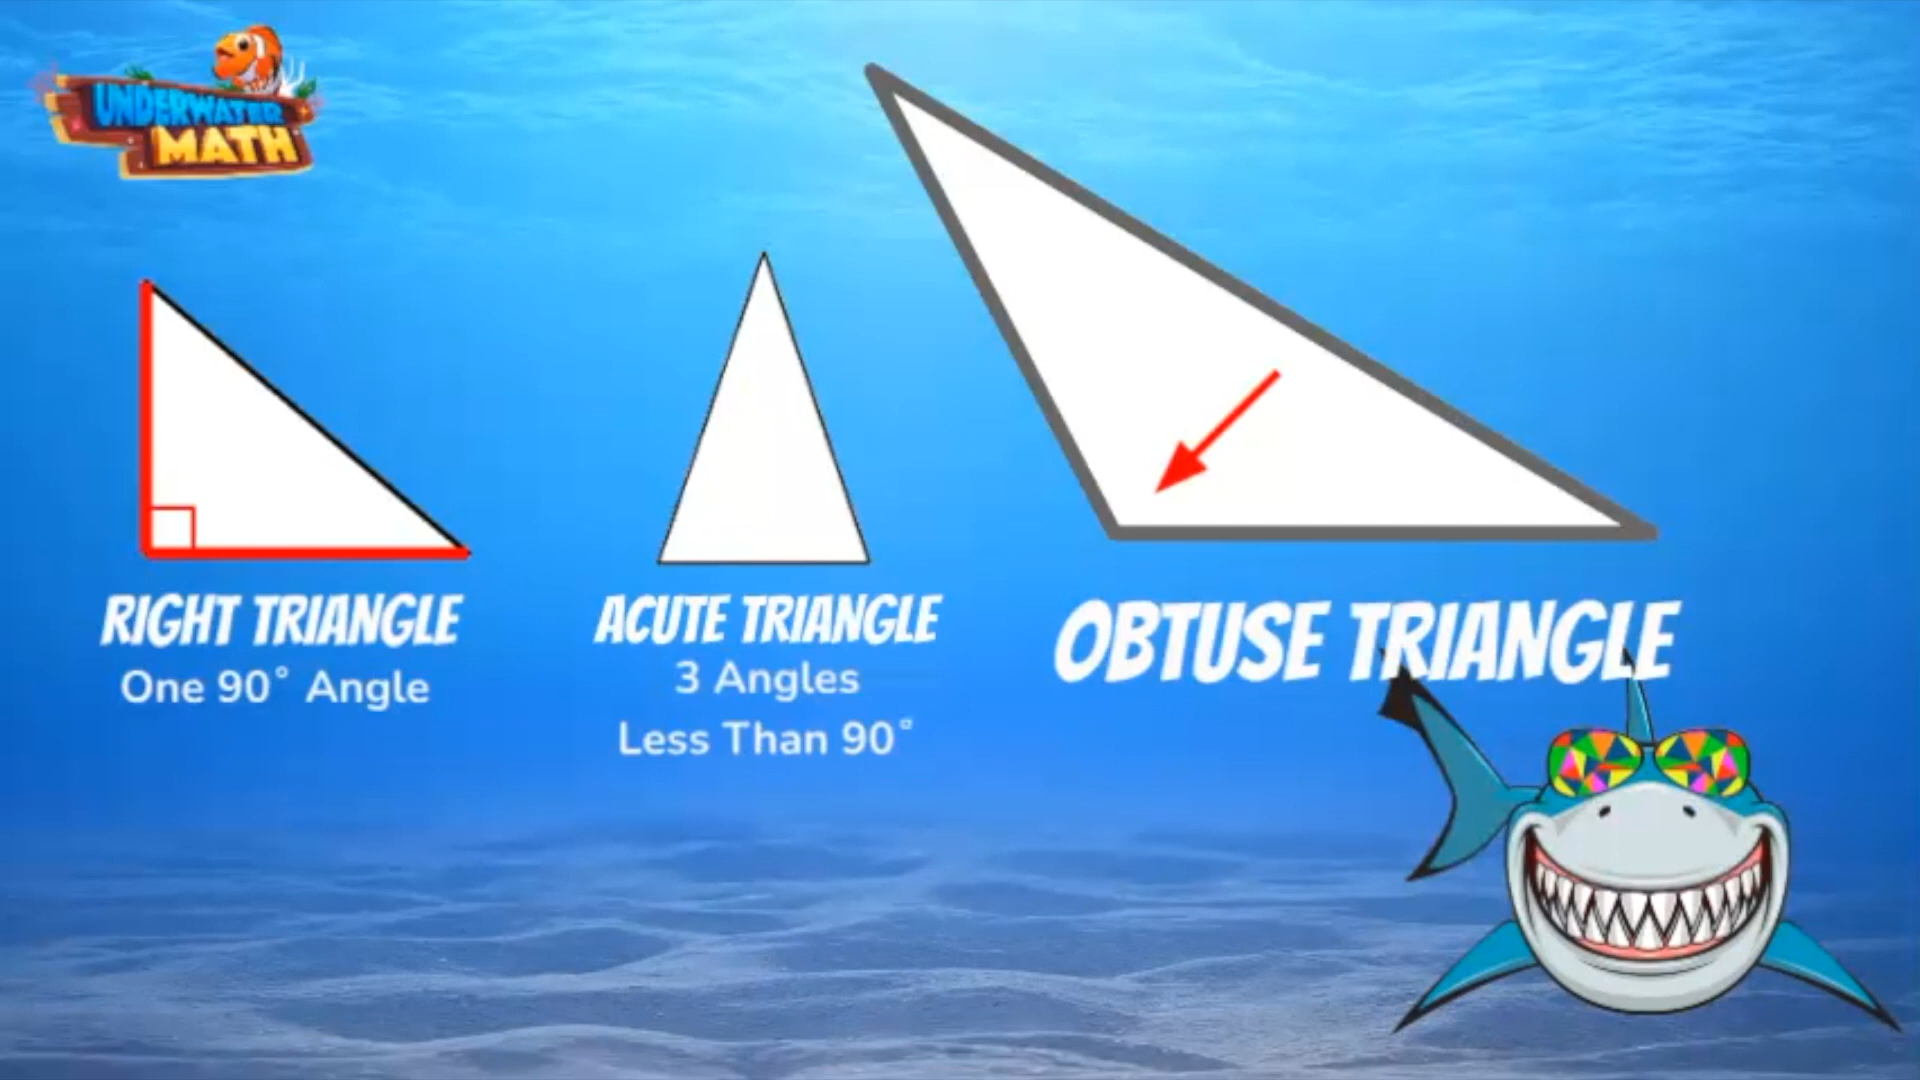 UNDERWATER
MATH
RIGHT TRIANGLE
One 90° Angle
ACUTE TRIANGLE
3 Angles
Less Than 90°
OBTUSE TRIANGLE